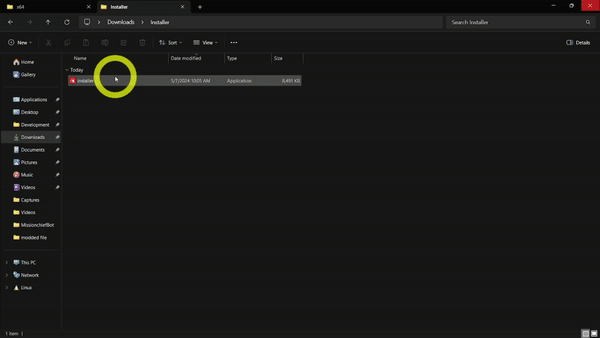 x64
Installer
Downloads > Installer
Search Installer
New
Sort
View
Details
Name Date modified Type Size
Today
installer 5/7/2024 10:05 AM Application 8,491 KB
Home
Gallery
Applications
Desktop
Development
Downloads
Documents
Pictures
Music
Videos
Captures
Videos
MissionchiefBot
modded file
This PC
Network
Linux
1 item